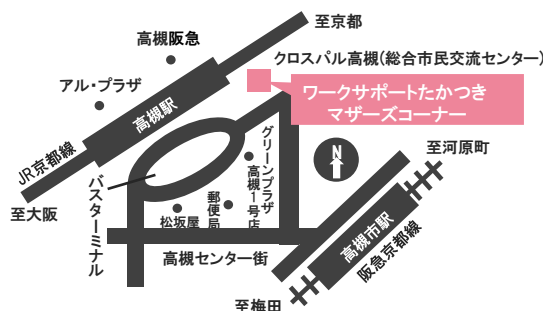 至京都
高槻阪急
クロスパル高槻(総合市民交流センター)
ワークサポートたかつき
マザーズコーナー
アル・プラザ
高槻駅
JR京都線
至大阪
バスターミナル
グリーンプラザ
高槻1号店
郵便局
松坂屋
高槻センター街
N
至河原町
高槻市駅
阪急京都線
至梅田